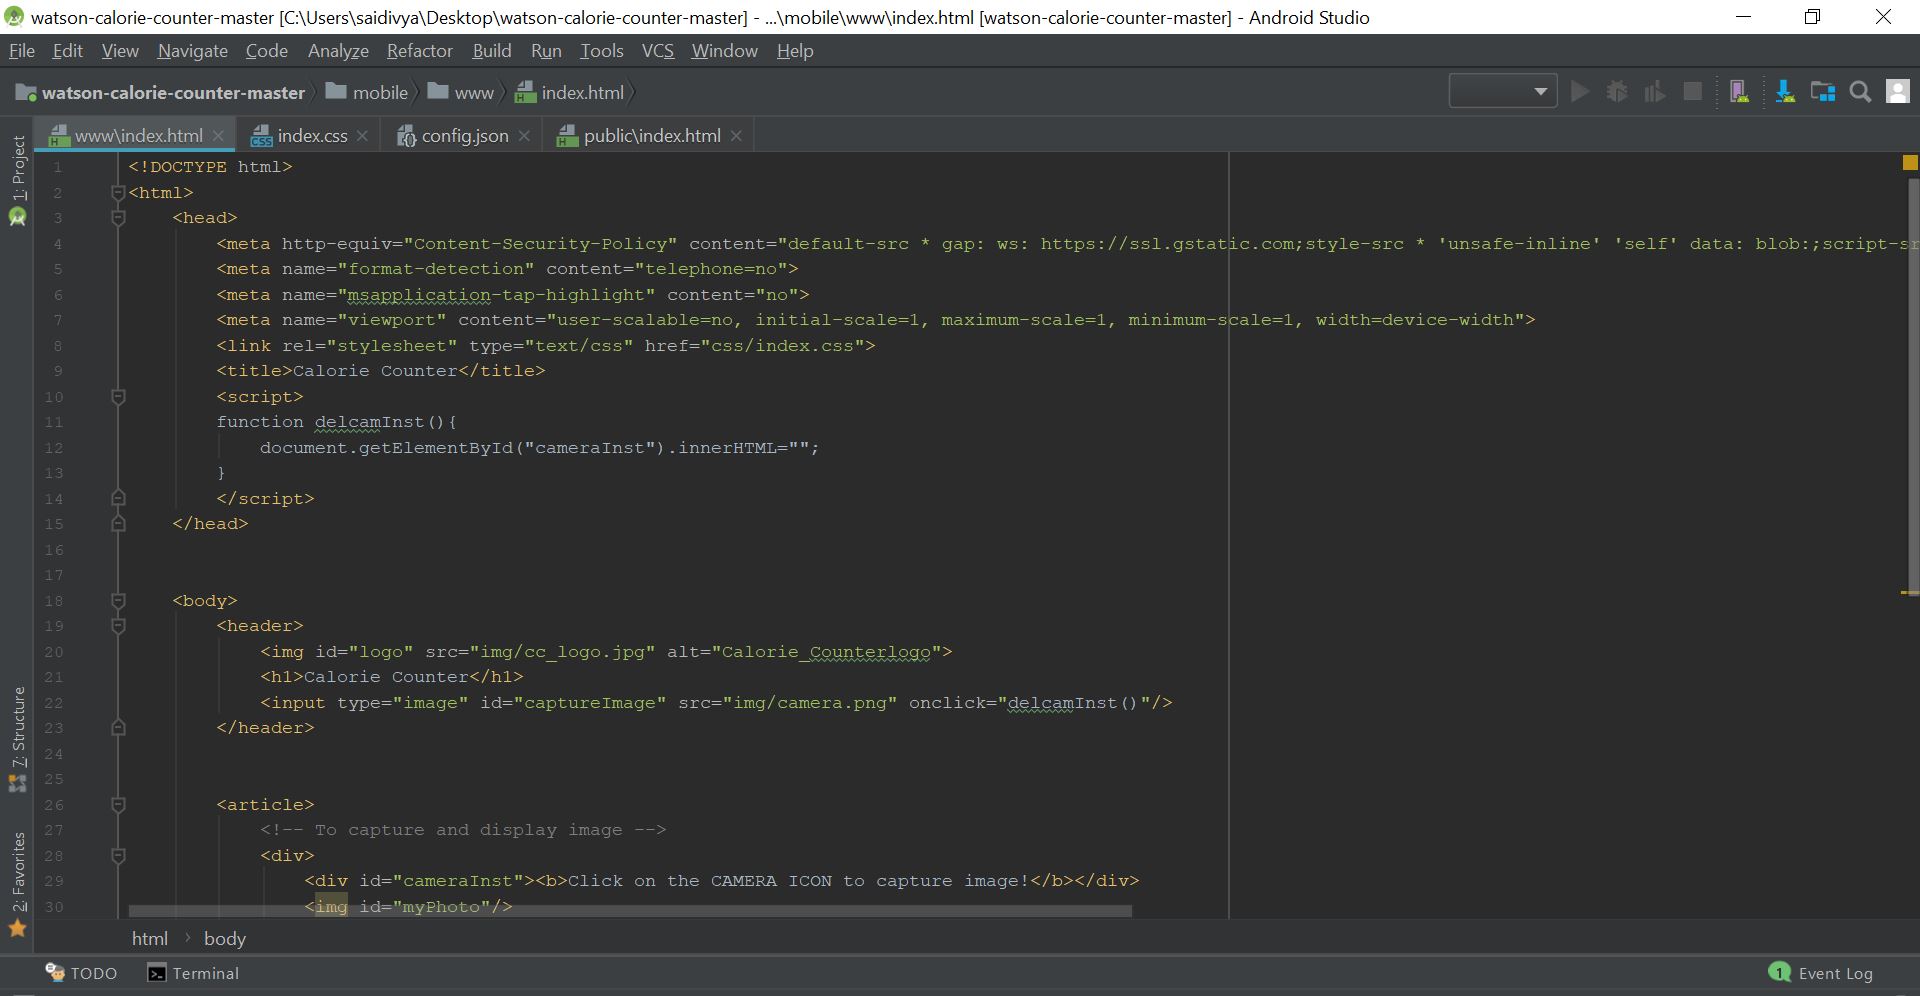 watson-calorie-counter-master [C:\Users\saidivya\Desktop\watson-calorie-counter-master] - ...\mobile\www\index.html [watson-calorie-counter-master] - Android Studio
File Edit View Navigate Code Analyze Refactor Build Run Tools VCS Window Help
watson-calorie-counter-master mobile www index.html
www\index.html index.css config.json public\index.html
1: Project
7: Structure
2: Favorites
1 <!DOCTYPE html>
2 <html>
3 <head>
4 <meta http-equiv="Content-Security-Policy" content="default-src * gap: ws: https://ssl.gstatic.com;style-src * 'unsafe-inline' 'self' data: blob:;script-sr
5 <meta name="format-detection" content="telephone=no">
6 <meta name="msapplication-tap-highlight" content="no">
7 <meta name="viewport" content="user-scalable=no, initial-scale=1, maximum-scale=1, minimum-scale=1, width=device-width">
8 <link rel="stylesheet" type="text/css" href="css/index.css">
9 <title>Calorie Counter</title>
10 <script>
11 function delcamInst(){
12 document.getElementById("cameraInst").innerHTML="";
13 }
14 </script>
15 </head>
16
17
18 <body>
19 <header>
20 <img id="logo" src="img/cc_logo.jpg" alt="Calorie_Counterlogo">
21 <h1>Calorie Counter</h1>
22 <input type="image" id="captureImage" src="img/camera.png" onclick="delcamInst()"/>
23 </header>
24
25
26 <article>
27 <!-- To capture and display image -->
28 <div>
29 <div id="cameraInst"><b>Click on the CAMERA ICON to capture image!</b></div>
30 <img id="myPhoto"/>
html body
TODO Terminal 1 Event Log